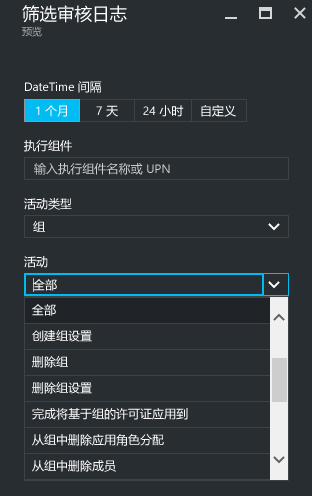 筛选审核日志
预览
DateTime 间隔
1 个月 7 天 24 小时 自定义
执行组件
输入执行组件名称或 UPN
活动类型
组
活动
全部
全部
创建组设置
删除组
删除组设置
完成将基于组的许可证应用到
从组中删除应用角色分配
从组中删除成员